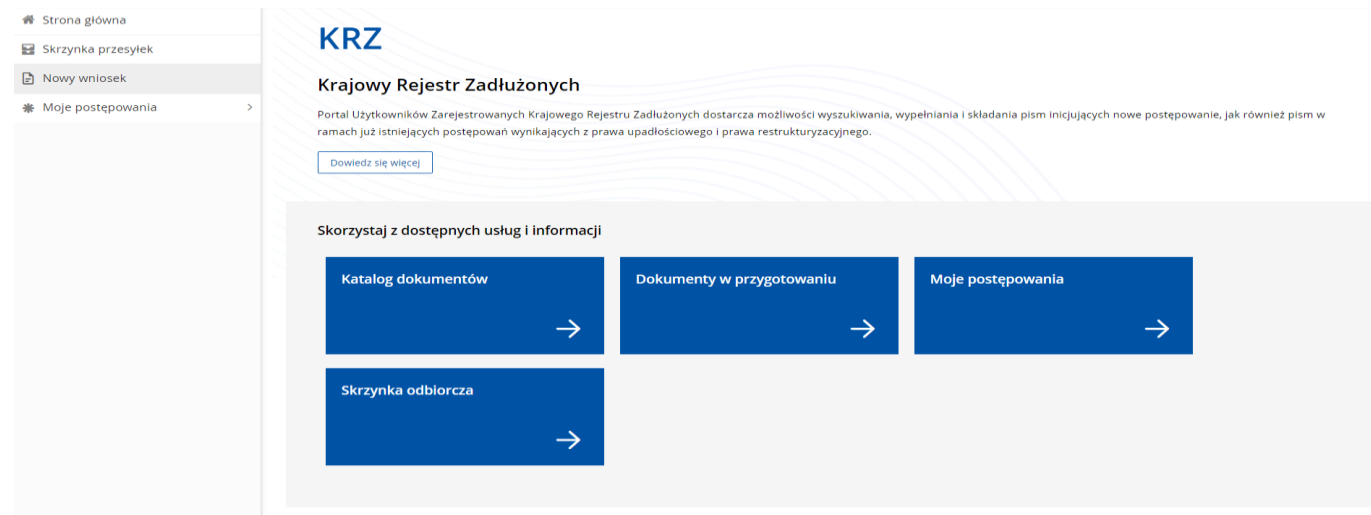 Strona główna
Skrzynka przesyłek
Nowy wniosek
Moje postępowania
KRZ
Krajowy Rejestr Zadłużonych
Portal Użytkowników Zarejestrowanych Krajowego Rejestru Zadłużonych dostarcza możliwości wyszukiwania, wypełniania i składania pism inicjujących nowe postępowanie, jak również pism w
ramach już istniejących postępowań wynikających z prawa upadłościowego i prawa restrukturyzacyjnego.
Dowiedz się więcej
Skorzystaj z dostępnych usług i informacji
Katalog dokumentów
Dokumenty w przygotowaniu
Moje postępowania
Skrzynka odbiorcza